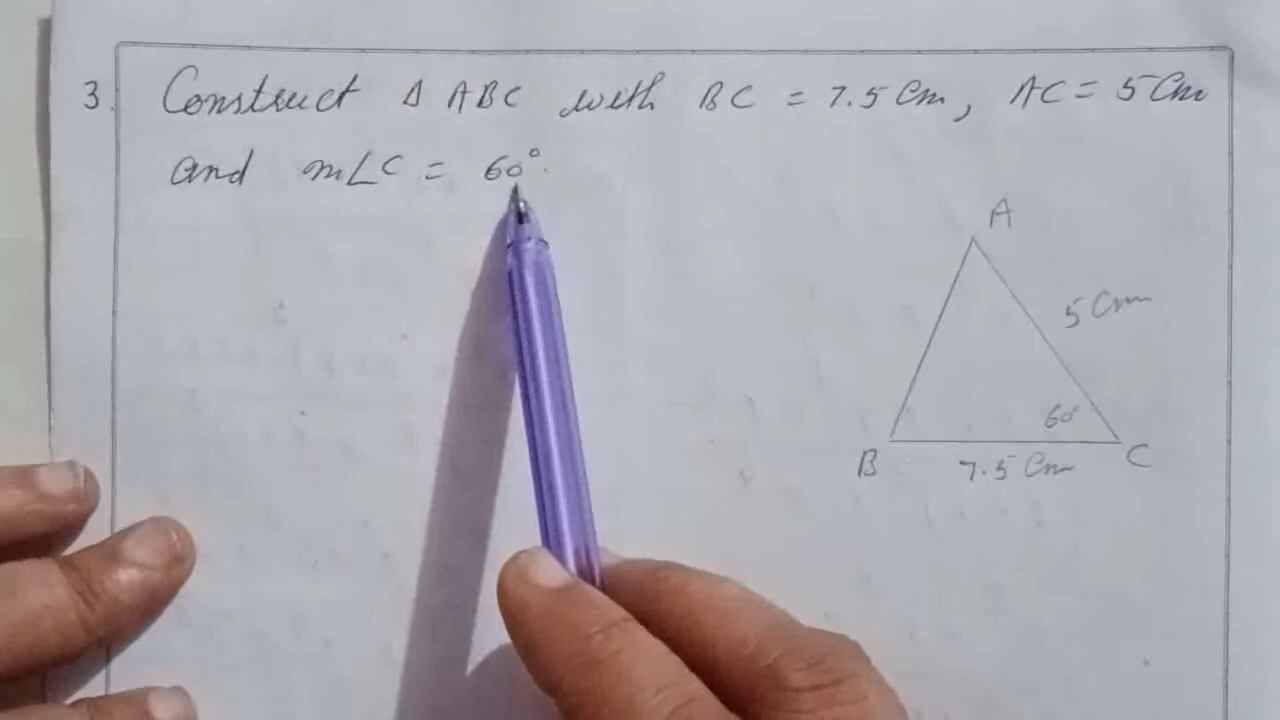 3. Construct Δ ABC with BC = 7.5 Cm, AC = 5 Cm
and m∠C = 60°.
A
5 Cm
60°
B
7.5 Cm
C